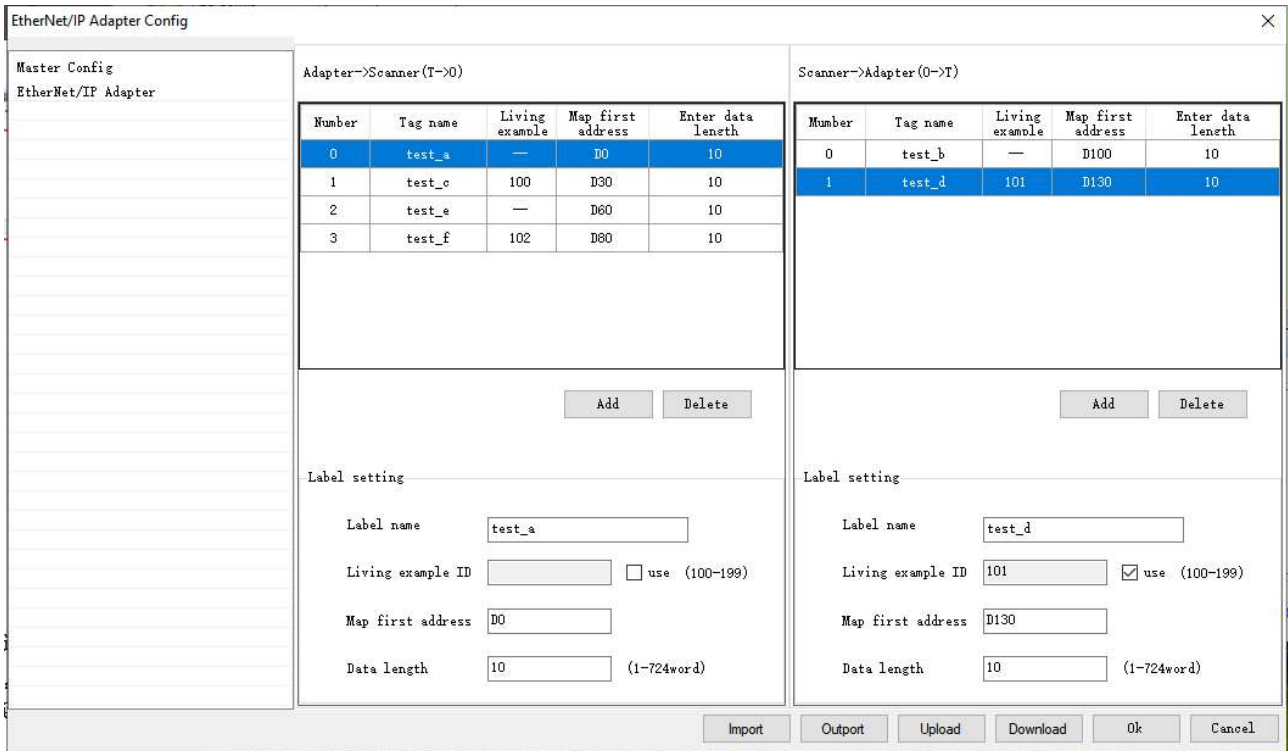 EtherNet/IP Adapter Config
Master Config
EtherNet/IP Adapter
Adapter->Scanner(T->O)
Number Tag name Living example Map first address Enter data length
0 test_a — D0 10
1 test_c 100 D30 10
2 test_e — D60 10
3 test_f 102 D80 10
Add Delete
Label setting
Label name test_a
Living example ID use (100-199)
Map first address D0
Data length 10 (1-724word)
Scanner->Adapter(O->T)
Mumber Tag name Living example Map first address Enter data length
0 test_b — D100 10
1 test_d 101 D130 10
Add Delete
Label setting
Label name test_d
Living example ID 101 use (100-199)
Map first address D130
Data length 10 (1-724word)
Import Outport Upload Download Ok Cancel